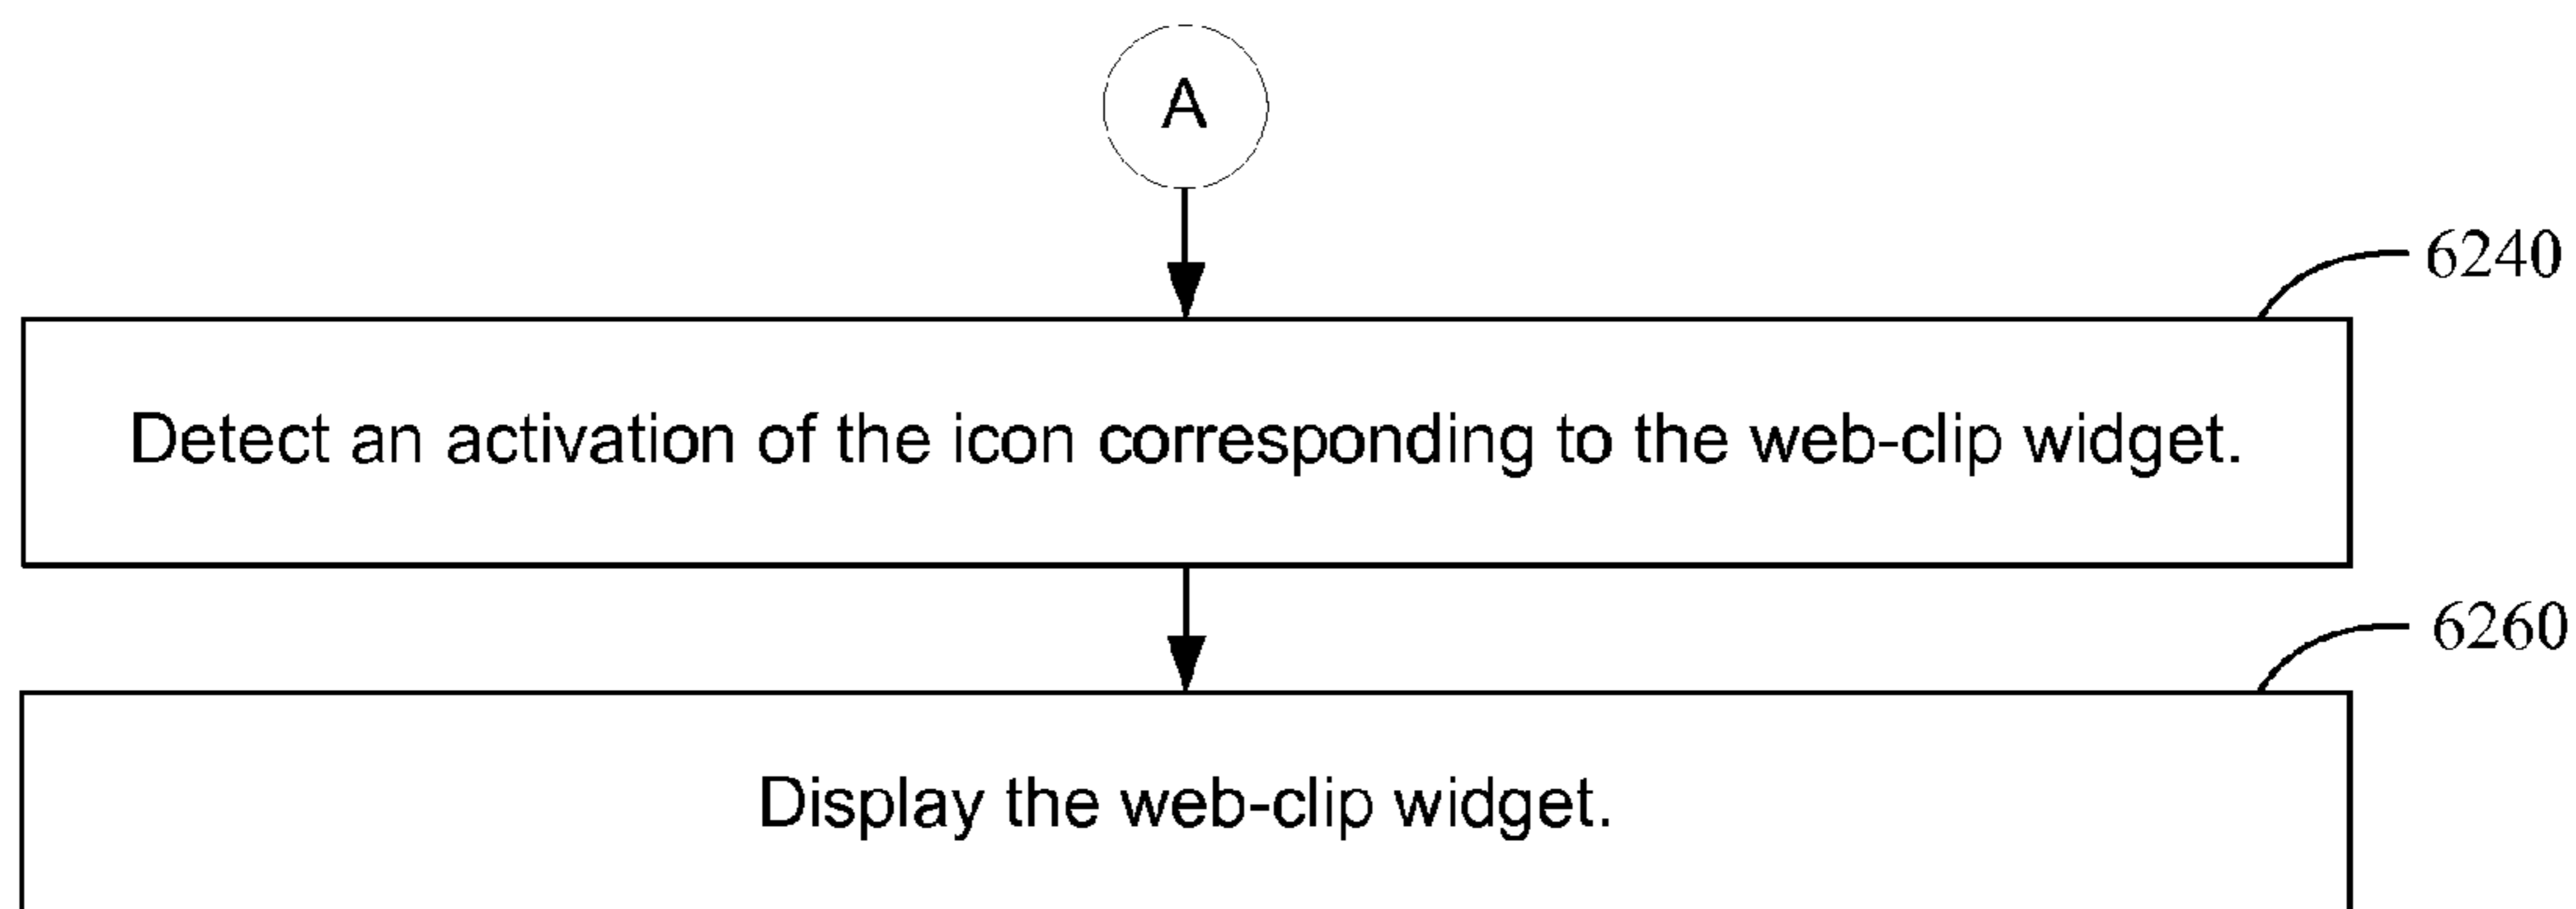 A
6240
Detect an activation of the icon corresponding to the web-clip widget.
6260
Display the web-clip widget.